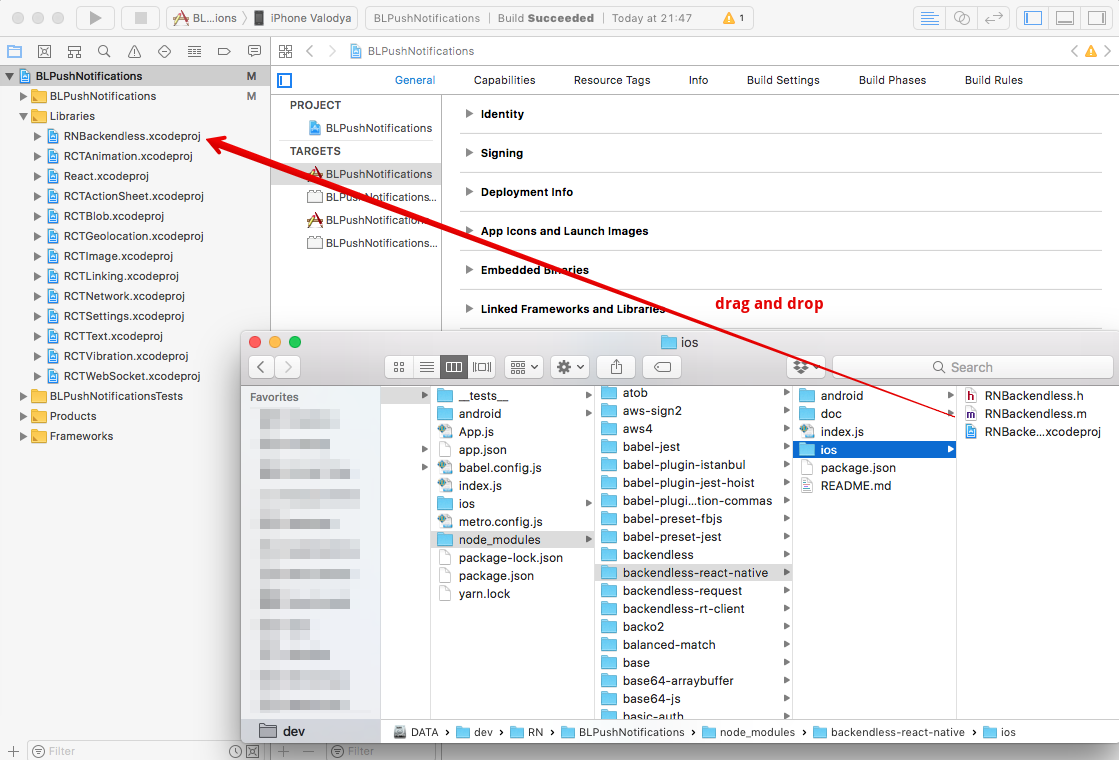 BL...ions
iPhone Valodya
BLPushNotifications
Build Succeeded
Today at 21:47
1
BLPushNotifications
M
BLPushNotifications
M
Libraries
RNBackendless.xcodeproj
RCTAnimation.xcodeproj
React.xcodeproj
RCTActionSheet.xcodeproj
RCTBlob.xcodeproj
RCTGeolocation.xcodeproj
RCTImage.xcodeproj
RCTLinking.xcodeproj
RCTNetwork.xcodeproj
RCTSettings.xcodeproj
RCTText.xcodeproj
RCTVibration.xcodeproj
RCTWebSocket.xcodeproj
BLPushNotificationsTests
Products
Frameworks
Filter
BLPushNotifications
General
Capabilities
Resource Tags
Info
Build Settings
Build Phases
Build Rules
PROJECT
BLPushNotifications
TARGETS
BLPushNotifications
BLPushNotifications...
BLPushNotifications
BLPushNotifications...
Filter
Identity
Signing
Deployment Info
App Icons and Launch Images
Embedded Binaries
Linked Frameworks and Libraries
drag and drop
ios
Search
Favorites
dev
__tests__
android
App.js
app.json
babel.config.js
index.js
ios
metro.config.js
node_modules
package-lock.json
package.json
yarn.lock
atob
aws-sign2
aws4
babel-jest
babel-plugin-istanbul
babel-plugin-jest-hoist
babel-plugi...tion-commas
babel-preset-fbjs
babel-preset-jest
backendless
backendless-react-native
backendless-request
backendless-rt-client
backo2
balanced-match
base
base64-arraybuffer
base64-js
basic-auth
android
doc
index.js
ios
package.json
README.md
RNBackendless.h
RNBackendless.m
RNBacke...xcodeproj
DATA › dev › RN › BLPushNotifications › node_modules › backendless-react-native › ios